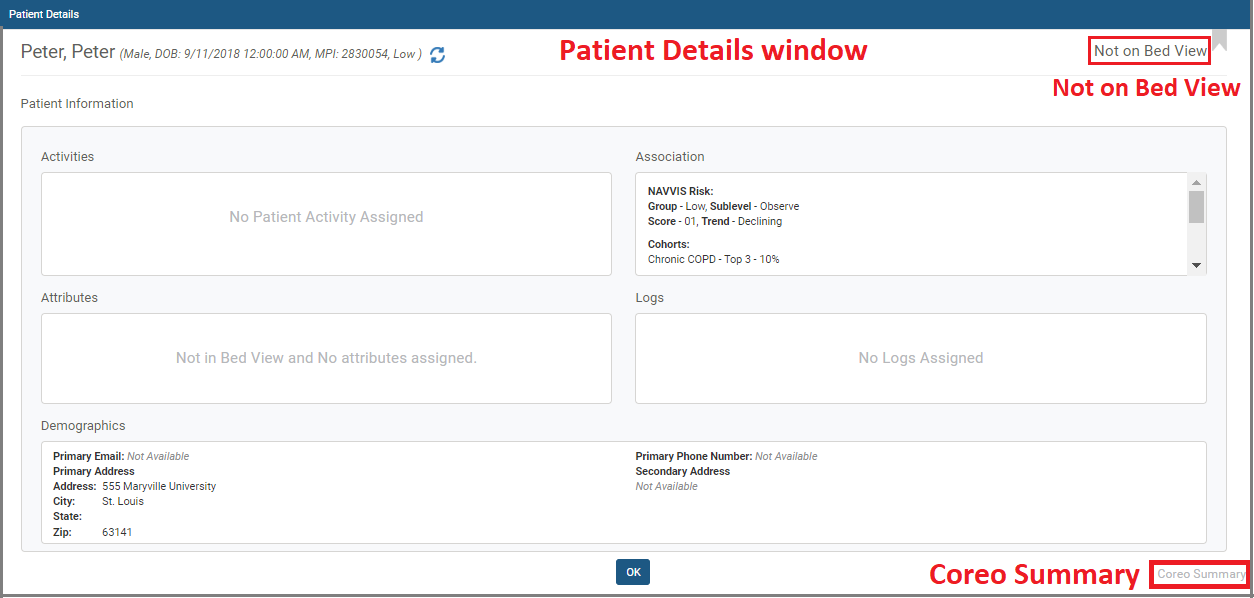 Patient Details
Peter, Peter (Male, DOB: 9/11/2018 12:00:00 AM, MPI: 2830054, Low )
Patient Details window
Not on Bed View
Not on Bed View
Patient Information
Activities
No Patient Activity Assigned
Association
NAVVIS Risk:
Group - Low, Sublevel - Observe
Score - 01, Trend - Declining
Cohorts:
Chronic COPD - Top 3 - 10%
Attributes
Not in Bed View and No attributes assigned.
Logs
No Logs Assigned
Demographics
Primary Email: Not Available
Primary Address
Address: 555 Maryville University
City: St. Louis
State:
Zip: 63141
Primary Phone Number: Not Available
Secondary Address
Not Available
OK
Coreo Summary
Coreo Summary